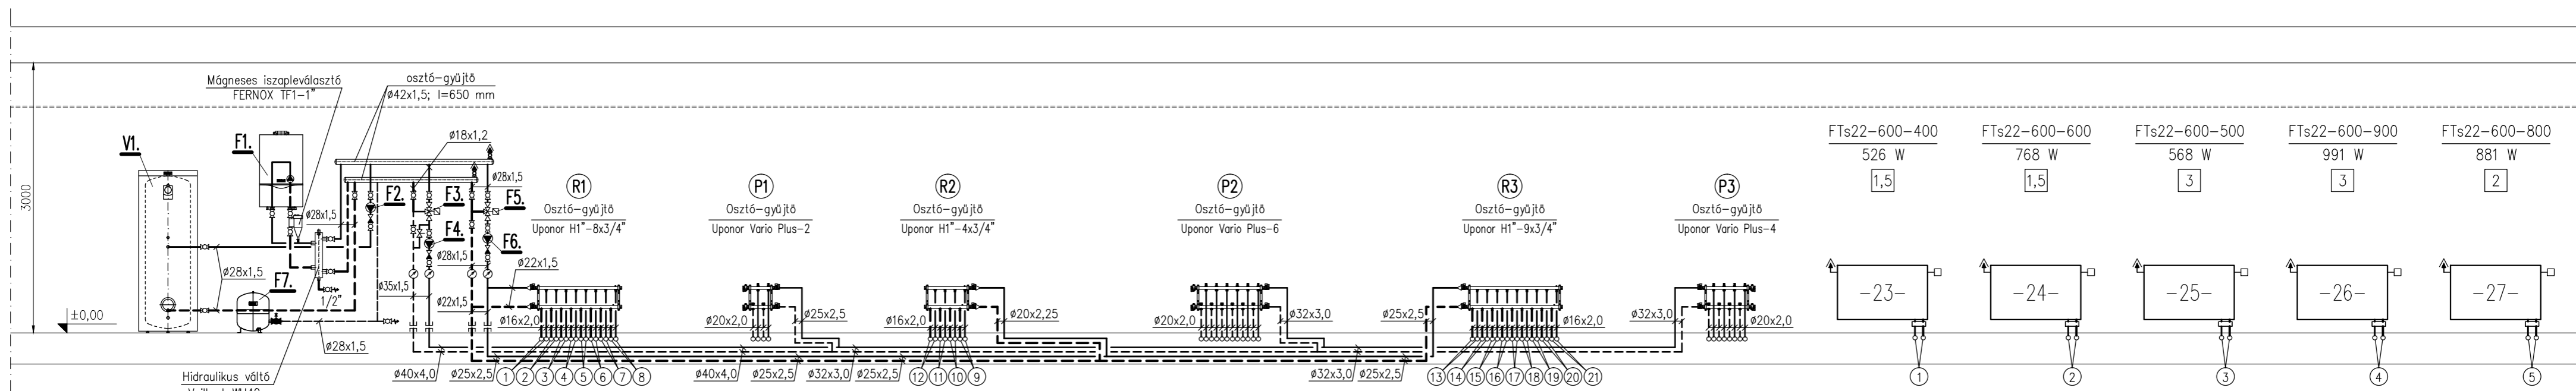 Mágneses iszapleválasztó
FERNOX TF1-1"
osztó-gyűjtő
ø42x1,5; l=650 mm
3000
±0,00
V1.
F1.
F2.
F3.
F4.
F5.
F6.
F7.
ø18x1,2
ø28x1,5
ø28x1,5
ø28x1,5
ø28x1,5
ø35x1,5
ø22x1,5
ø22x1,5
1/2"
ø28x1,5
Hidraulikus váltó
R1
Osztó-gyűjtő
Uponor H1"-8x3/4"
P1
Osztó-gyűjtő
Uponor Vario Plus-2
R2
Osztó-gyűjtő
Uponor H1"-4x3/4"
P2
Osztó-gyűjtő
Uponor Vario Plus-6
R3
Osztó-gyűjtő
Uponor H1"-9x3/4"
P3
Osztó-gyűjtő
Uponor Vario Plus-4
ø16x2,0
ø20x2,0
ø25x2,5
ø16x2,0
ø20x2,25
ø20x2,0
ø32x3,0
ø25x2,5
ø16x2,0
ø32x3,0
ø20x2,0
ø40x4,0
ø25x2,5
1 2 3 4 5 6 7 8
ø40x4,0
ø25x2,5
ø32x3,0
ø25x2,5
12 11 10 9
ø32x3,0
ø25x2,5
13 14 15 16 17 18 19 20 21
FTs22-600-400
526 W
1,5
-23-
1
FTs22-600-600
768 W
1,5
-24-
2
FTs22-600-500
568 W
3
-25-
3
FTs22-600-900
991 W
3
-26-
4
FTs22-600-800
881 W
2
-27-
5